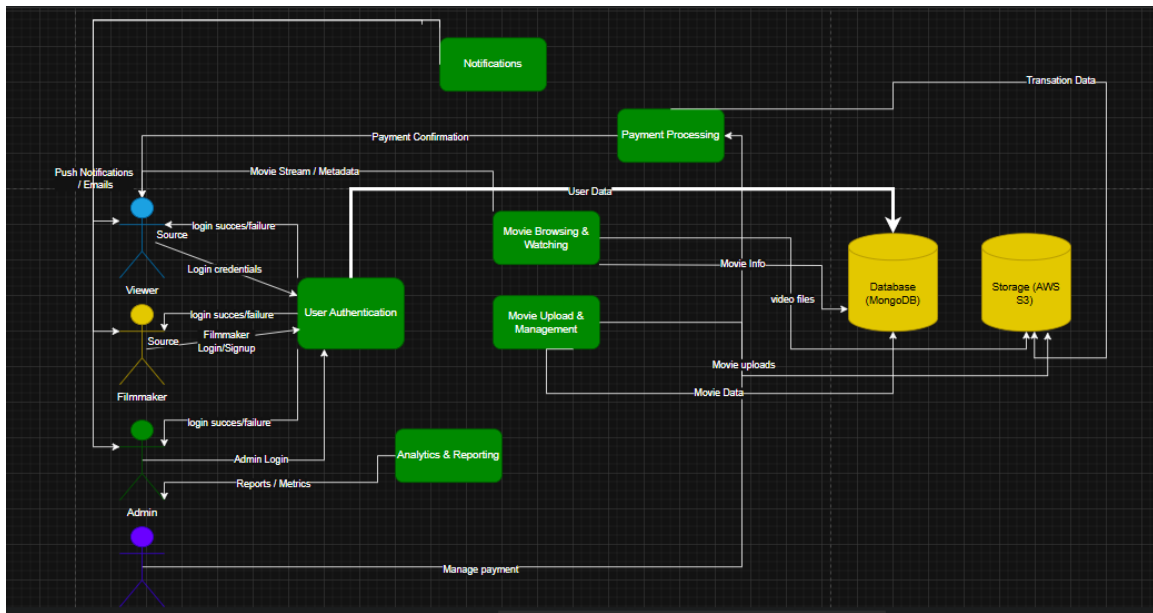 Notifications
Transation Data
Payment Processing
Payment Confirmation
Push Notifications
/ Emails
Movie Stream / Metadata
User Data
login succes/failure
Source
Movie Browsing &
Watching
Login credentials
Movie Info
Database
(MongoDB)
Storage (AWS
S3)
Viewer
video files
User Authentication
Movie Upload &
Management
login succes/failure
Source
Filmmaker
Login/Signup
Movie uploads
Movie Data
Filmmaker
login succes/failure
Admin Login
Analytics & Reporting
Reports / Metrics
Admin
Manage payment